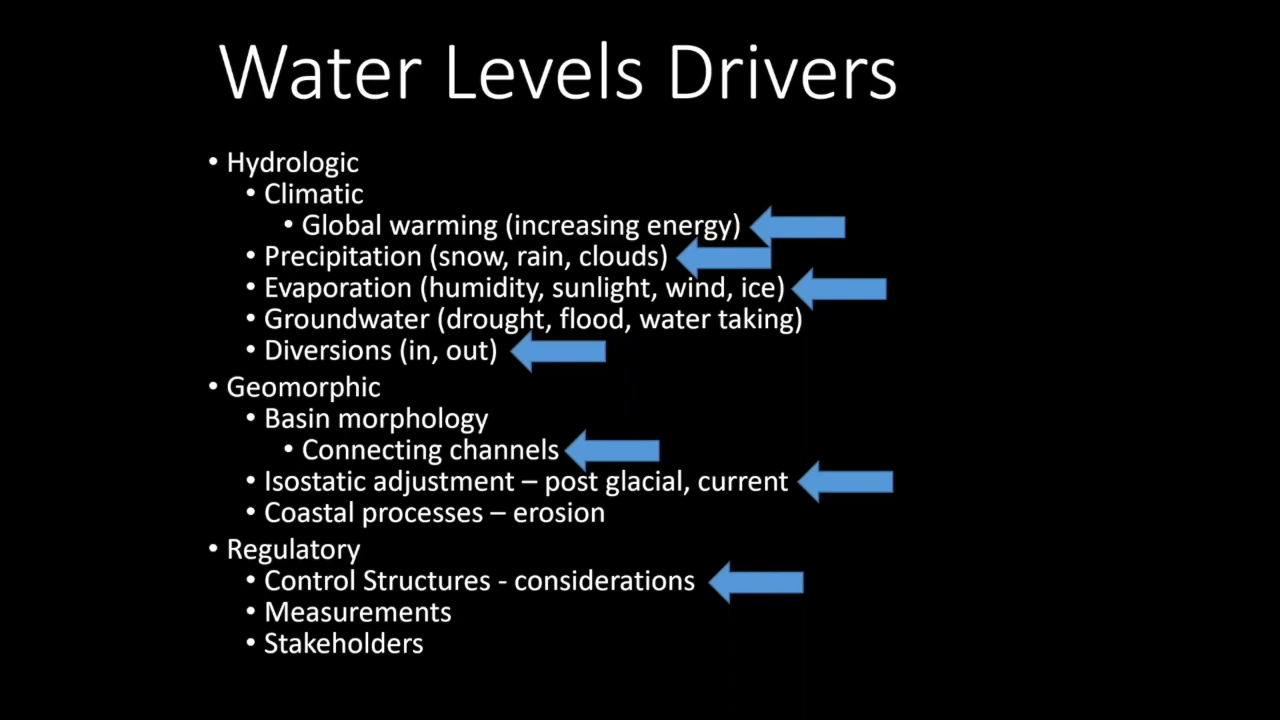 Water Levels Drivers
• Hydrologic
• Climatic
• Global warming (increasing energy)
• Precipitation (snow, rain, clouds)
• Evaporation (humidity, sunlight, wind, ice)
• Groundwater (drought, flood, water taking)
• Diversions (in, out)
• Geomorphic
• Basin morphology
• Connecting channels
• Isostatic adjustment – post glacial, current
• Coastal processes – erosion
• Regulatory
• Control Structures - considerations
• Measurements
• Stakeholders